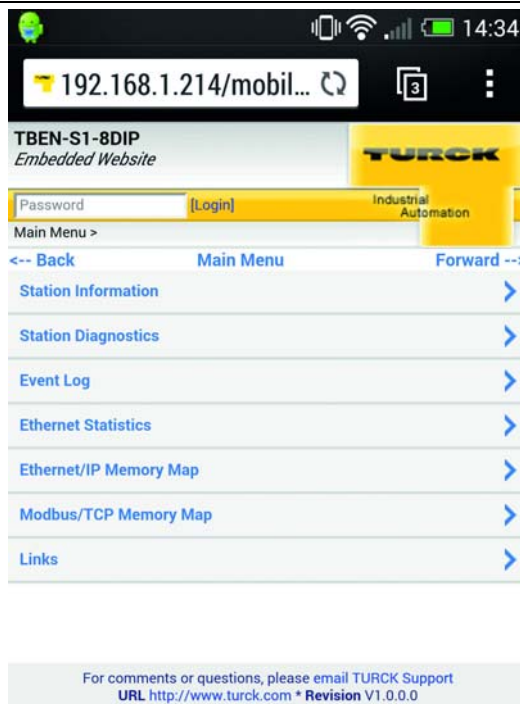 14:34
192.168.1.214/mobil... 3
TBEN-S1-8DIP
Embedded Website
TURCK
Password [Login]
Industrial
Automation
Main Menu >
<-- Back Main Menu Forward -->
Station Information
Station Diagnostics
Event Log
Ethernet Statistics
Ethernet/IP Memory Map
Modbus/TCP Memory Map
Links
For comments or questions, please email TURCK Support
URL http://www.turck.com * Revision V1.0.0.0